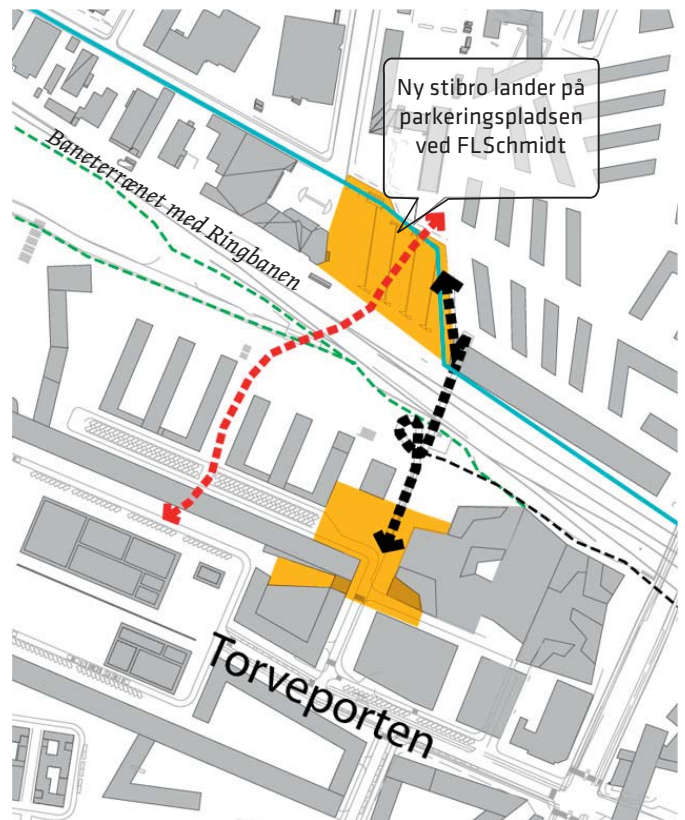 Ny stibro lander på
parkeringspladsen
ved FLSchmidt
Baneterrænet med Ringbanen
Torveporten